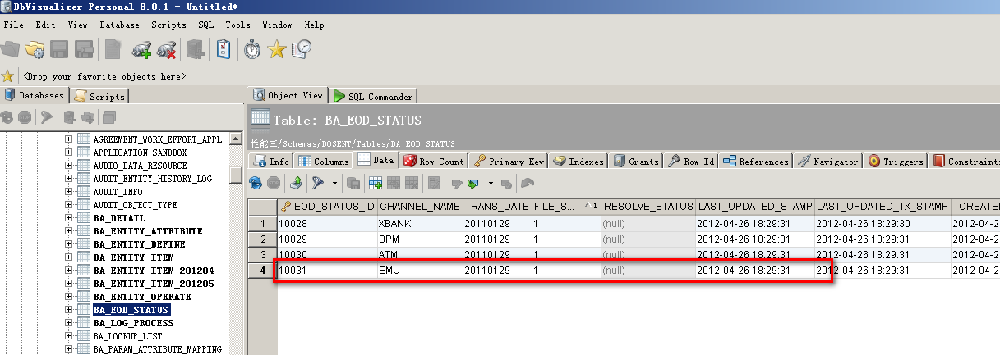 DbVisualizer Personal 8.0.1 - Untitled*
File Edit View Database Scripts SQL Tools Window Help
<Drop your favorite objects here>
Databases Scripts
Object View SQL Commander
Table: BA_EOD_STATUS
性能三/Schemas/BOSENT/Tables/BA_EOD_STATUS
Info Columns Data Row Count Primary Key Indexes Grants Row Id References Navigator Triggers Constraints
AGREEMENT_WORK_EFFORT_APPL
APPLICATION_SANDBOX
AUDIO_DATA_RESOURCE
AUDIT_ENTITY_HISTORY_LOG
AUDIT_INFO
AUDIT_OBJECT_TYPE
BA_DETAIL
BA_ENTITY_ATTRIBUTE
BA_ENTITY_DEFINE
BA_ENTITY_ITEM
BA_ENTITY_ITEM_201204
BA_ENTITY_ITEM_201205
BA_ENTITY_OPERATE
BA_EOD_STATUS
BA_LOG_PROCESS
BA_LOOKUP_LIST
BA_PARAM_ATTRIBUTE_MAPPING
EOD_STATUS_ID CHANNEL_NAME TRANS_DATE FILE_S... 1 RESOLVE_STATUS LAST_UPDATED_STAMP LAST_UPDATED_TX_STAMP CREATED
1 10028 XBANK 20110129 1 (null) 2012-04-26 18:29:31 2012-04-26 18:29:30 2012-04-2
2 10029 BPM 20110129 1 (null) 2012-04-26 18:29:31 2012-04-26 18:29:31 2012-04-2
3 10030 ATM 20110129 1 (null) 2012-04-26 18:29:31 2012-04-26 18:29:31 2012-04-2
4 10031 EMU 20110129 1 (null) 2012-04-26 18:29:31 2012-04-26 18:29:31 2012-04-2